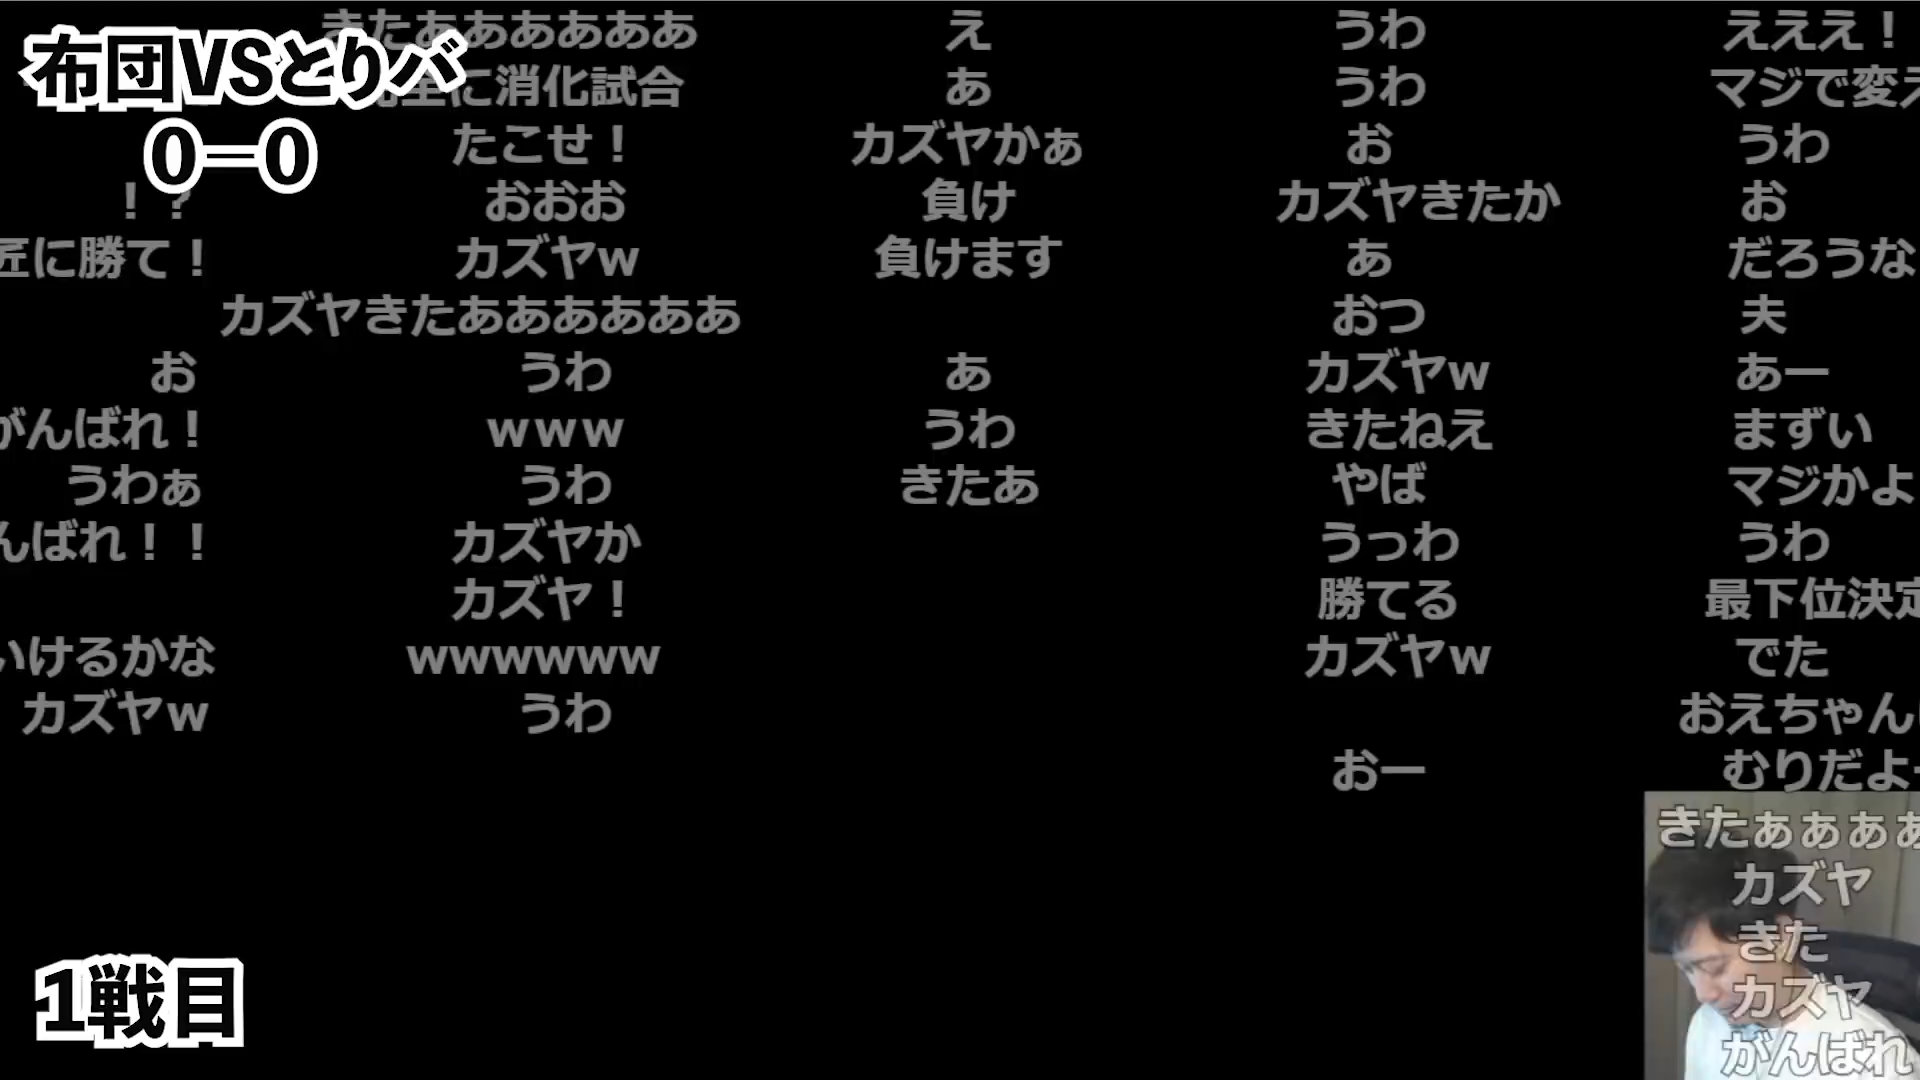 布団VSとりバ
0ー0
きたああああああ え うわ えええ！
に消化試合 あ うわ マジで変え
たこせ！ カズヤかぁ お うわ
！？ おおお 負け カズヤきたか お
匠に勝て！ カズヤw 負けます あ だろうな
カズヤきたああああああ おつ 夫
お うわ あ カズヤw あー
がんばれ！ ｗｗｗ うわ きたねえ まずい
うわぁ うわ きたあ やば マジかよ
んばれ！！ カズヤか うっわ うわ
カズヤ！ 勝てる 最下位決定
いけるかな wwwwww カズヤw でた
カズヤw うわ おえちゃん
おー むりだよ
きたぁぁぁぁ
カズヤ
きた
カズヤ
がんばれ
1戦目